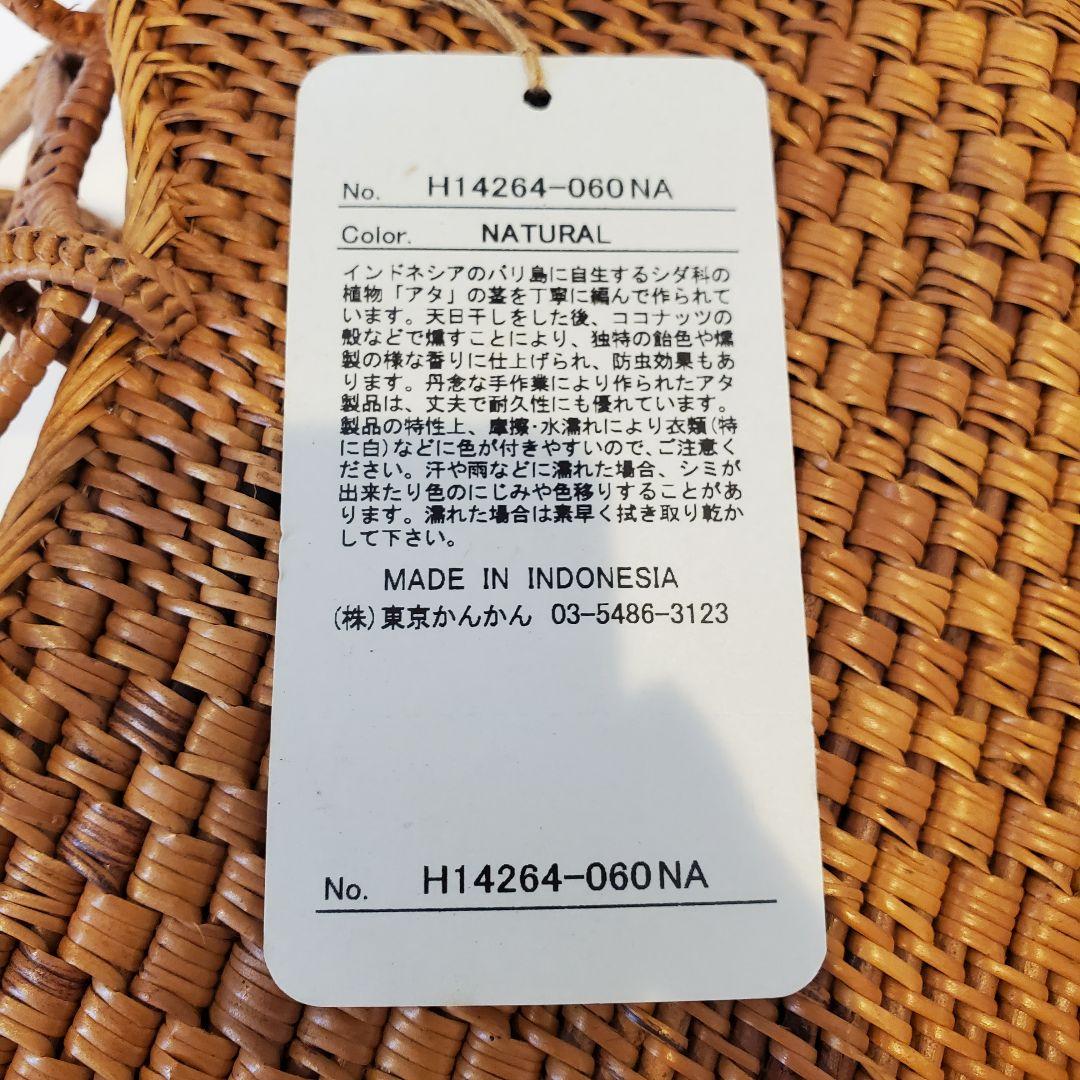 No. H14264-060NA
Color. NATURAL
インドネシアのバリ島に自生するシダ科の
植物「アタ」の茎を丁寧に編んで作られて
います。天日干しをした後、ココナッツの
殻などで燻すことにより、独特の飴色や燻
製の様な香りに仕上げられ、防虫効果もあ
ります。丹念な手作業により作られたアタ
製品は、丈夫で耐久性にも優れています。
製品の特性上、摩擦・水濡れにより衣類(特
に白)などに色が付きやすいので、ご注意く
ださい。汗や雨などに濡れた場合、シミが
出来たり色のにじみや色移りすることがあ
ります。濡れた場合は素早く拭き取り乾か
して下さい。
MADE IN INDONESIA
(株)東京かんかん 03-5486-3123
No. H14264-060NA